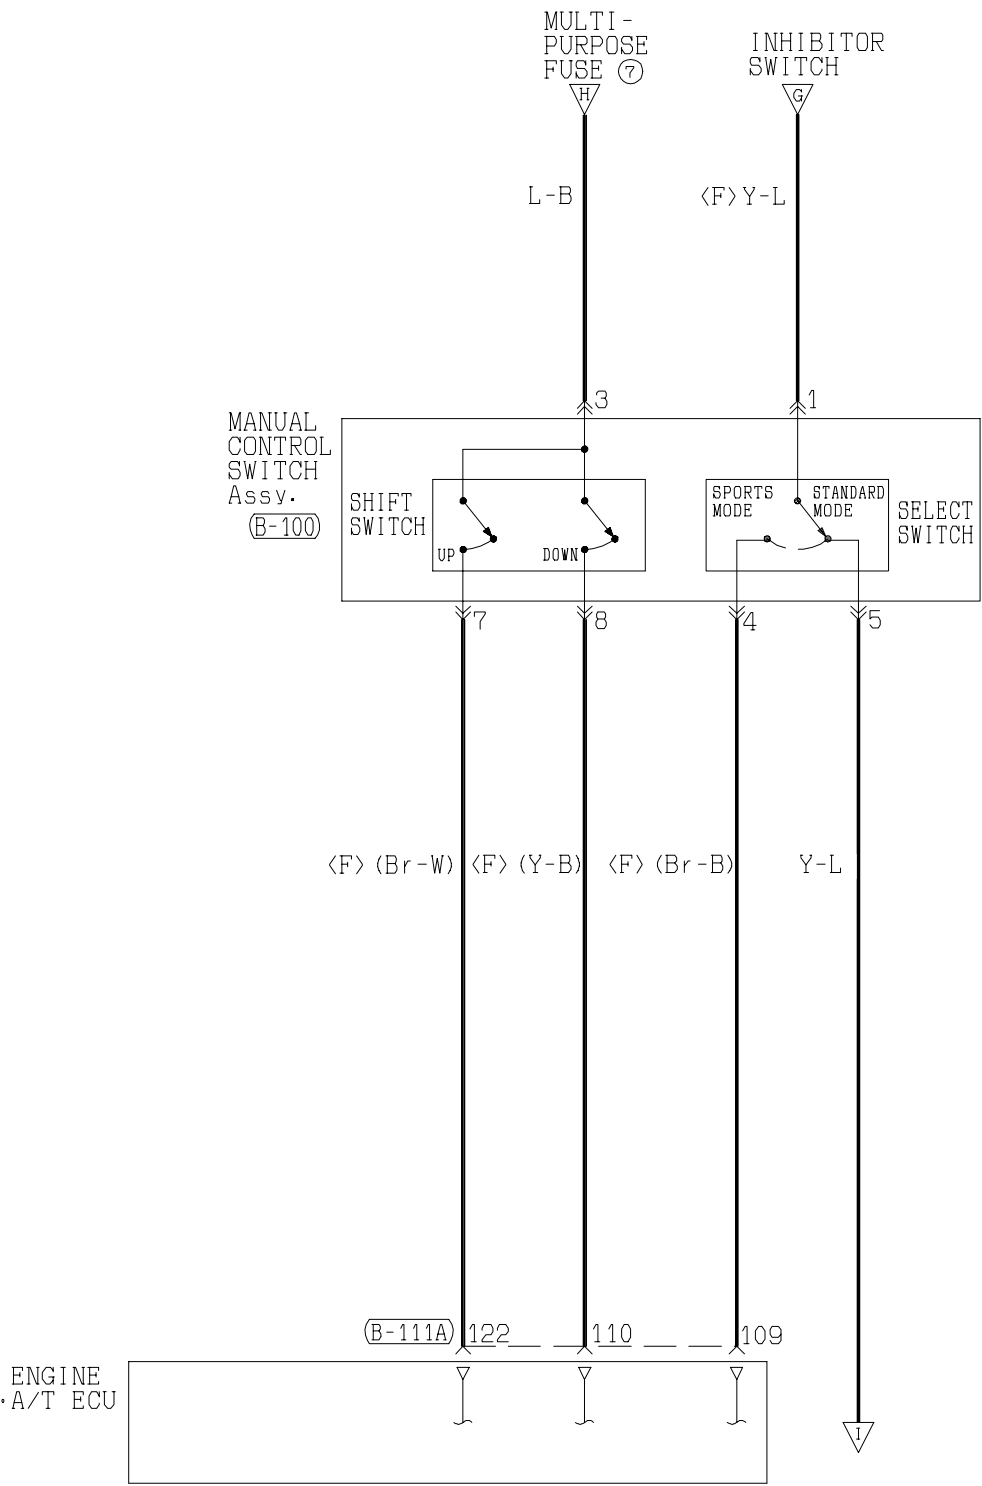 MULTI-
PURPOSE
FUSE ⑦
H
INHIBITOR
SWITCH
G
L-B
<F>Y-L
3
1
MANUAL
CONTROL
SWITCH
Assy.
B-100
SHIFT
SWITCH
UP
DOWN
SPORTS
MODE
STANDARD
MODE
SELECT
SWITCH
7
8
4
5
<F>(Br-W)
<F>(Y-B)
<F>(Br-B)
Y-L
B-111A
122
110
109
ENGINE
·A/T ECU
I